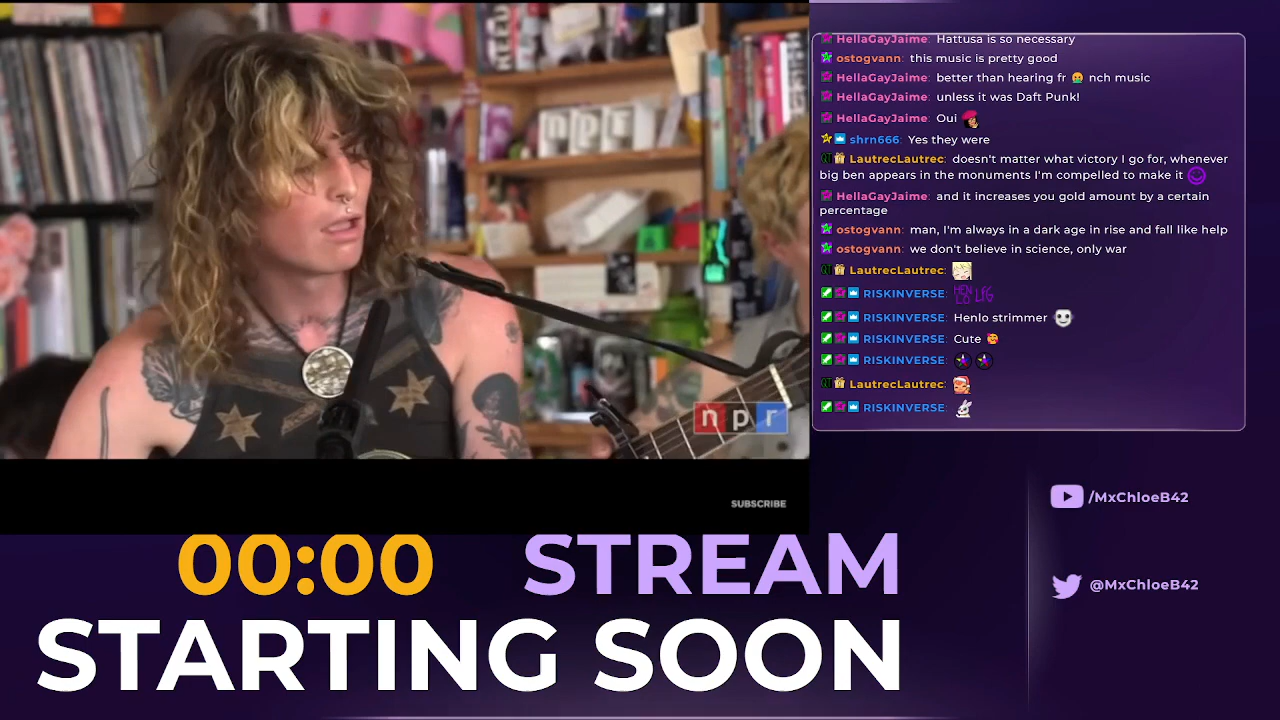 npr
npr
SUBSCRIBE
HellaGayJaime: Hattusa is so necessary
ostogvann: this music is pretty good
HellaGayJaime: better than hearing fr 🤮 nch music
HellaGayJaime: unless it was Daft Punk!
HellaGayJaime: Oui
shrn666: Yes they were
LautrecLautrec: doesn't matter what victory I go for, whenever
big ben appears in the monuments I'm compelled to make it
HellaGayJaime: and it increases you gold amount by a certain
percentage
ostogvann: man, I'm always in a dark age in rise and fall like help
ostogvann: we don't believe in science, only war
LautrecLautrec:
RISKINVERSE: HENLO LFG
RISKINVERSE: Henlo strimmer
RISKINVERSE: Cute 🥰
RISKINVERSE:
LautrecLautrec:
RISKINVERSE:
/MxChloeB42
@MxChloeB42
00:00 STREAM
STARTING SOON